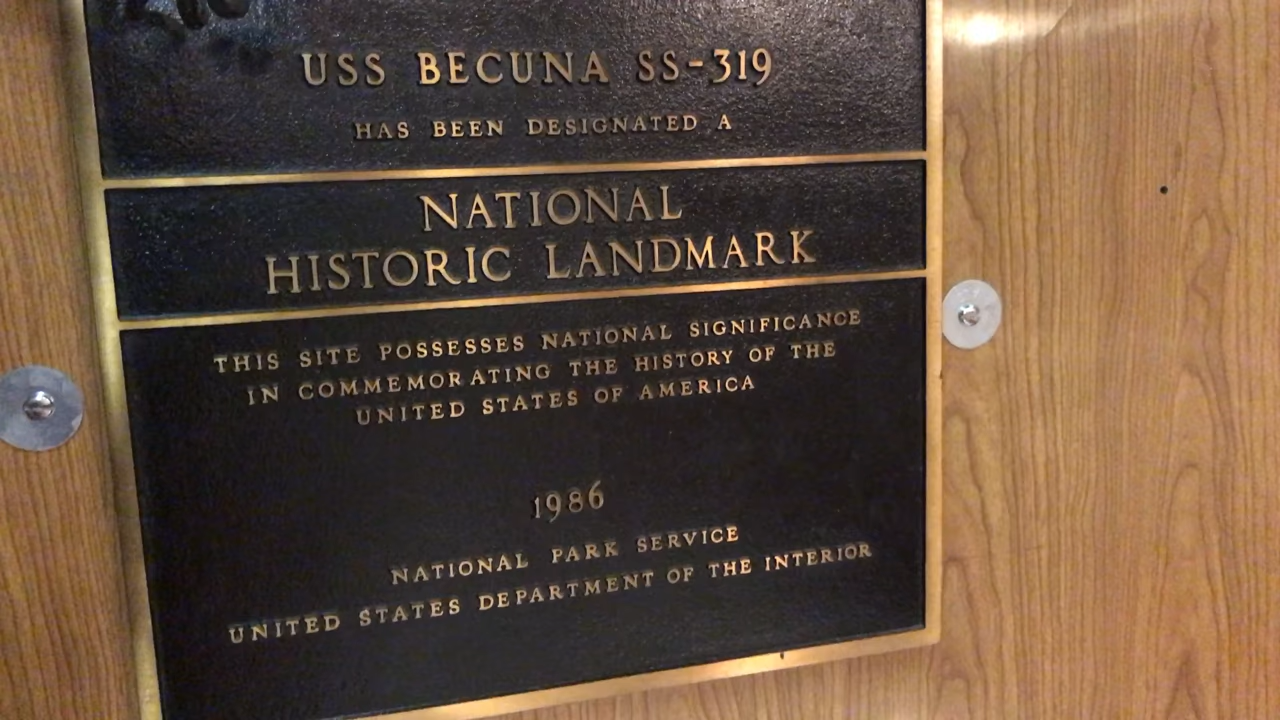 USS BECUNA SS-319
HAS BEEN DESIGNATED A
NATIONAL
HISTORIC LANDMARK
THIS SITE POSSESSES NATIONAL SIGNIFICANCE
IN COMMEMORATING THE HISTORY OF THE
UNITED STATES OF AMERICA
1986
NATIONAL PARK SERVICE
UNITED STATES DEPARTMENT OF THE INTERIOR